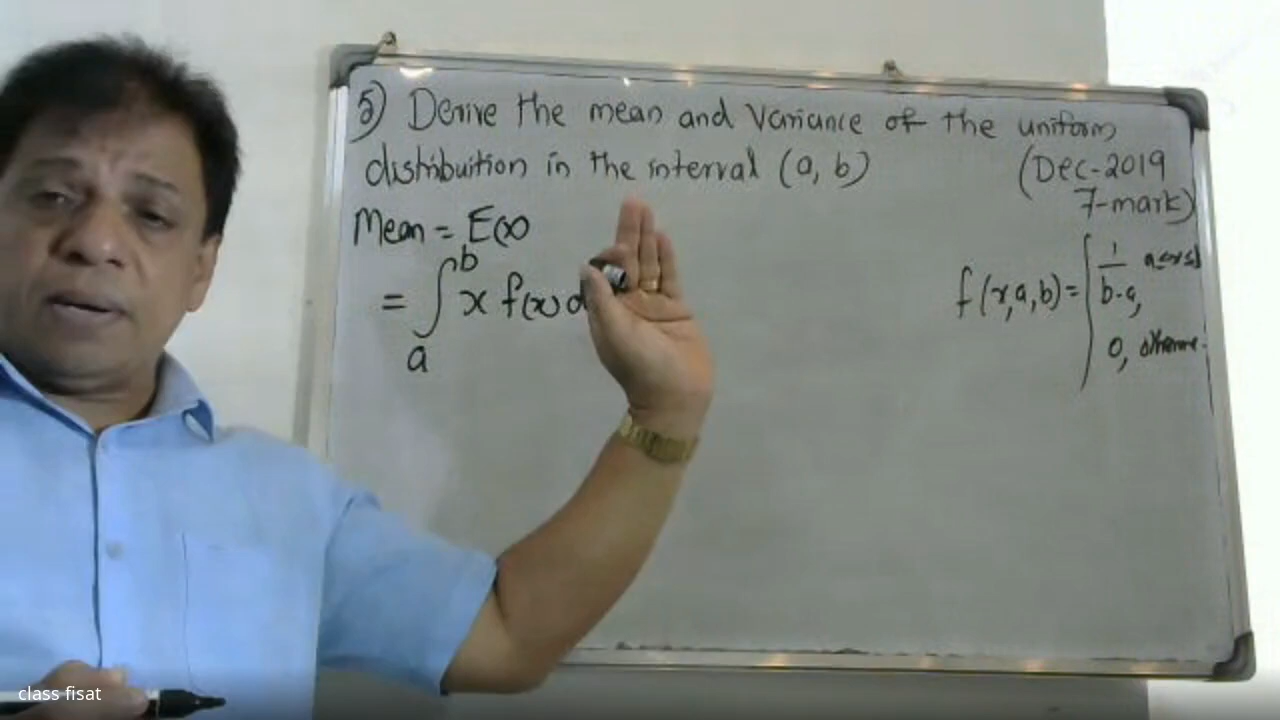 5) Derive the mean and variance of the uniform
distribuition in the interval (a, b)
(Dec-2019
7-mark)
Mean = E(x)
= ∫ₐᵇ x f(x) d
f(x,a,b) = { 1/b-a, a≤x≤b
0, otherwise.
class fisat